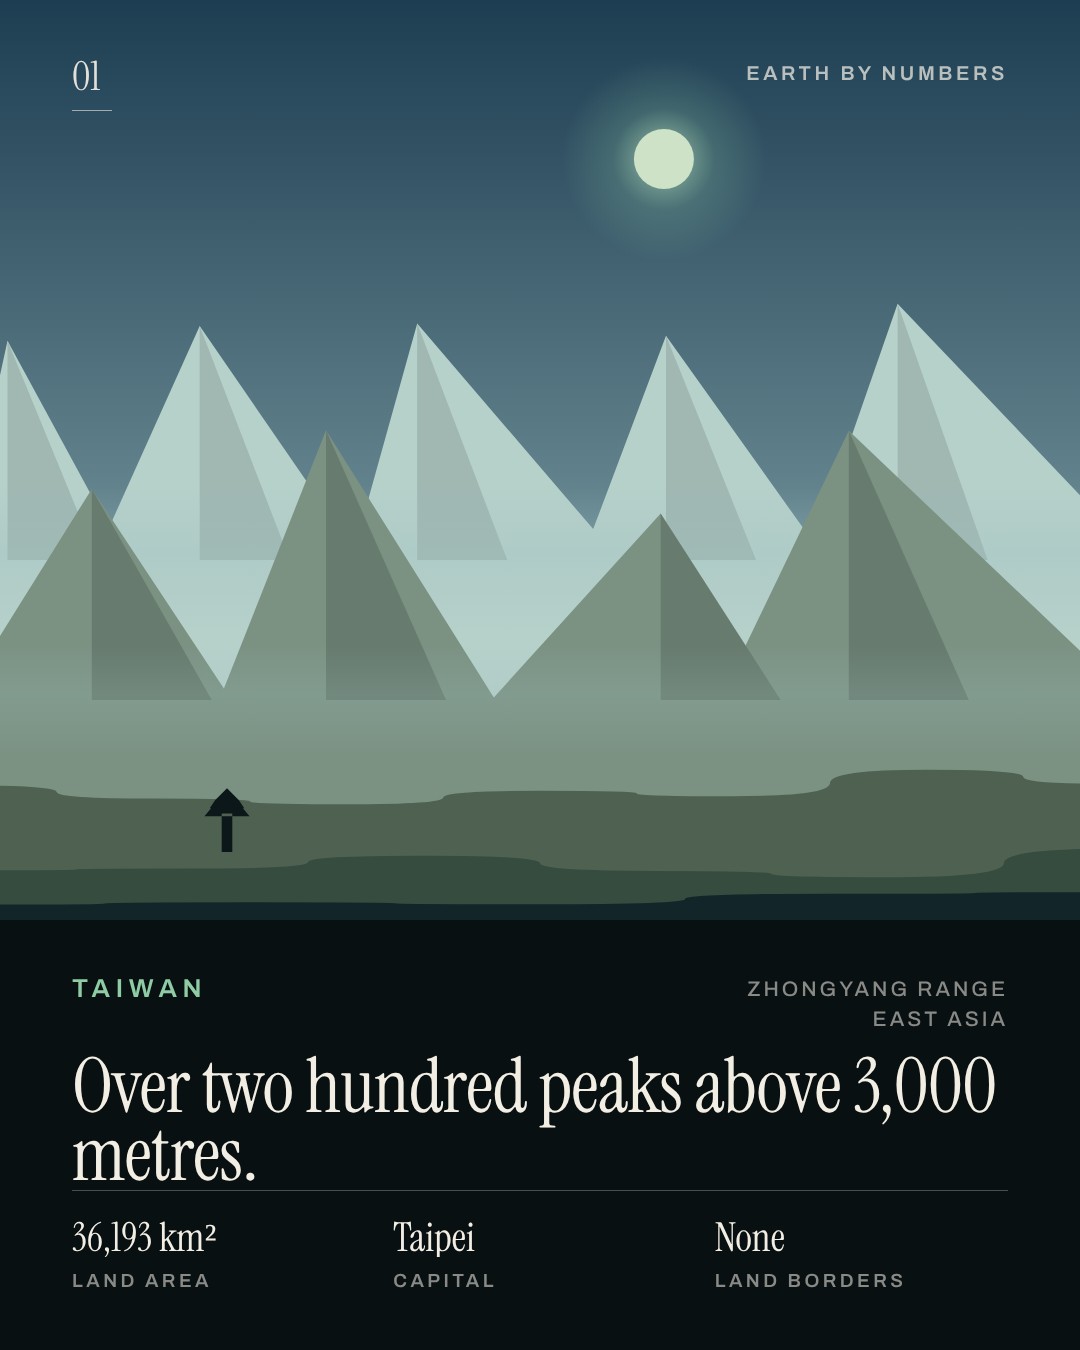 01
EARTH BY NUMBERS
TAIWAN
ZHONGYANG RANGE
EAST ASIA
Over two hundred peaks above 3,000
metres.
36,193 km²
LAND AREA
Taipei
CAPITAL
None
LAND BORDERS